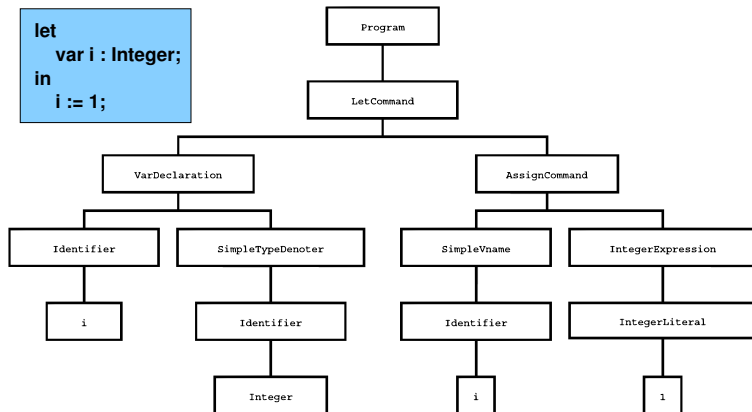 let
var i : Integer;
in
i := 1;
Program
LetCommand
VarDeclaration
AssignCommand
Identifier
SimpleTypeDenoter
SimpleVname
IntegerExpression
i
Identifier
Identifier
IntegerLiteral
Integer
i
1